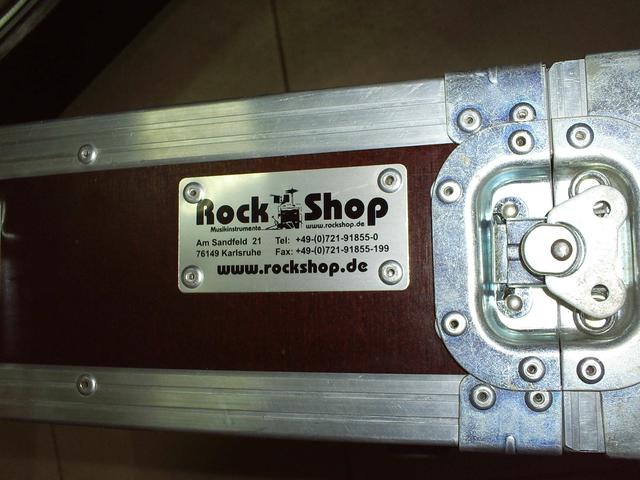 Rock Shop
Musikinstrumente www.rockshop.de
Am Sandfeld 21 Tel: +49-(0)721-91855-0
76149 Karlsruhe Fax: +49-(0)721-91855-199
www.rockshop.de